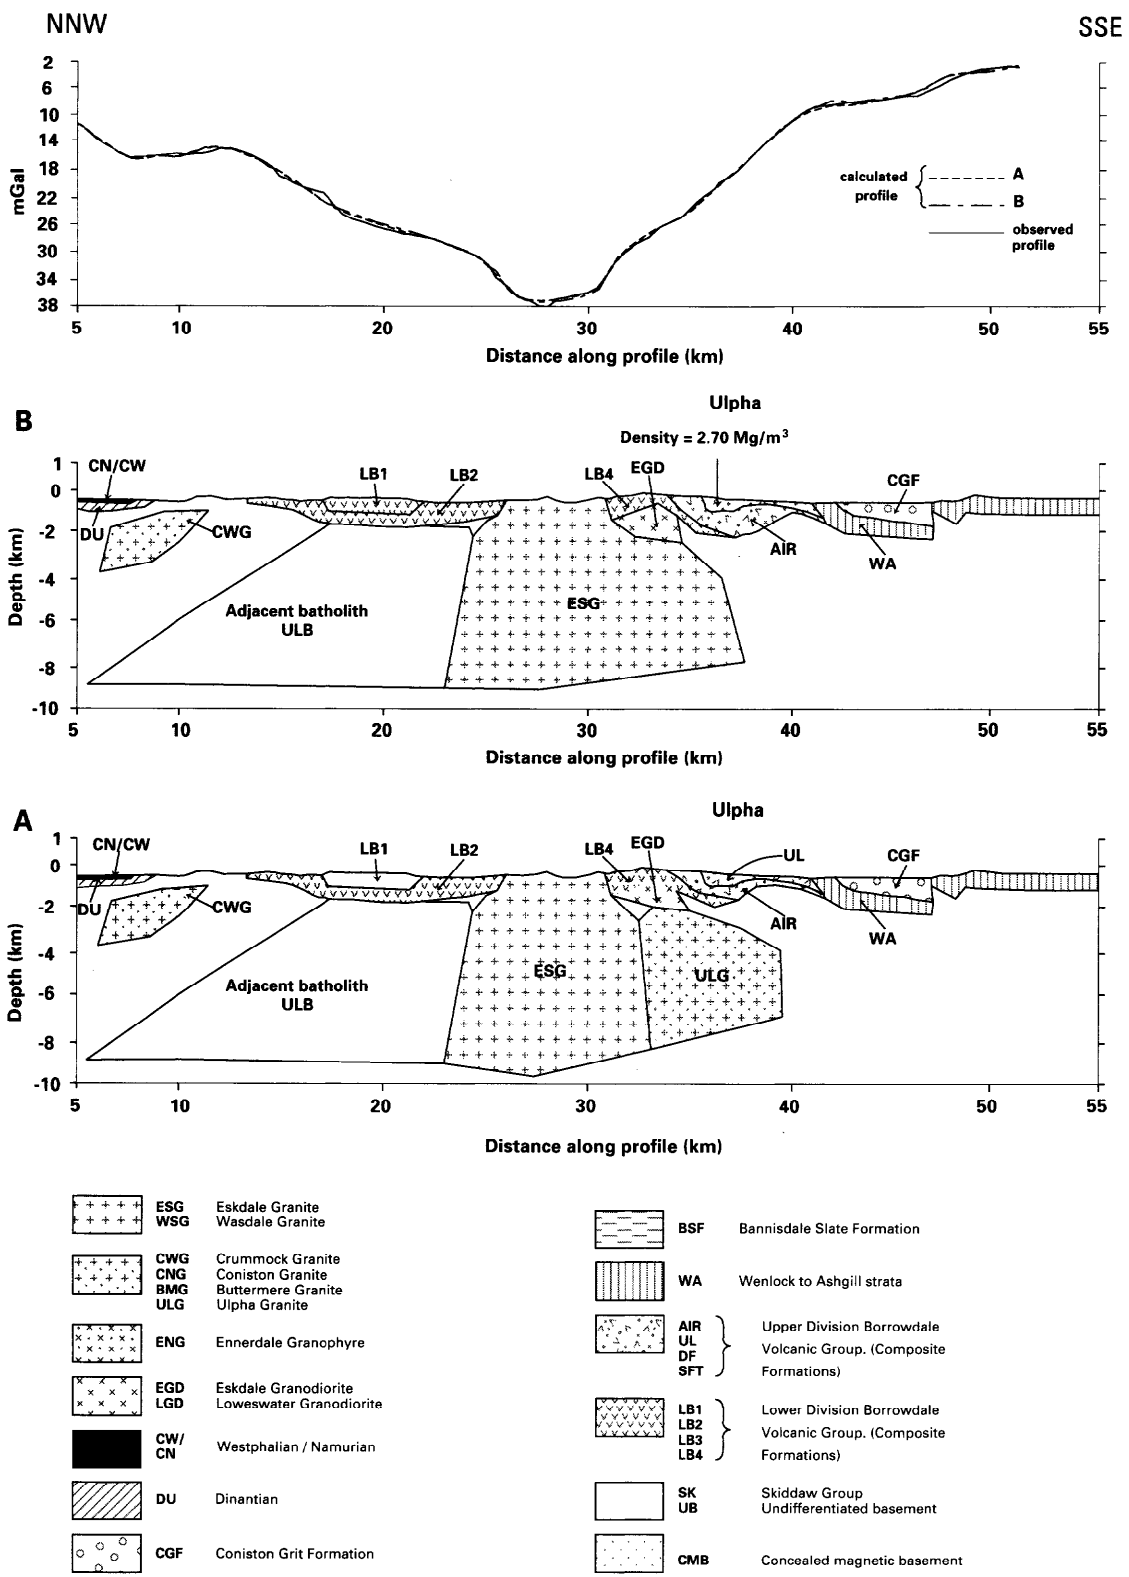 NNW SSE
2
6
10
14
18
22
26
30
34
38
mGal
calculated
profile
A
B
observed
profile
5 10 20 30 40 50 55
Distance along profile (km)
B
Ulpha
Density = 2.70 Mg/m³
CN/CW LB1 LB2 LB4 EGD CGF
DU CWG AIR WA
Adjacent batholith
ULB
ESG
1
0
-2
-4
-6
-8
-10
Depth (km)
5 10 20 30 40 50 55
Distance along profile (km)
A
Ulpha
CN/CW LB1 LB2 LB4 EGD UL CGF
DU CWG AIR WA
Adjacent batholith
ULB
ESG ULG
1
0
-2
-4
-6
-8
-10
Depth (km)
5 10 20 30 40 50 55
Distance along profile (km)
ESG Eskdale Granite
WSG Wasdale Granite
CWG Crummock Granite
CNG Coniston Granite
BMG Buttermere Granite
ULG Ulpha Granite
ENG Ennerdale Granophyre
EGD Eskdale Granodiorite
LGD Loweswater Granodiorite
CW/
CN Westphalian / Namurian
DU Dinantian
CGF Coniston Grit Formation
BSF Bannisdale Slate Formation
WA Wenlock to Ashgill strata
AIR Upper Division Borrowdale
UL Volcanic Group. (Composite
DF
SFT Formations)
LB1 Lower Division Borrowdale
LB2 Volcanic Group. (Composite
LB3
LB4 Formations)
SK Skiddaw Group
UB Undifferentiated basement
CMB Concealed magnetic basement